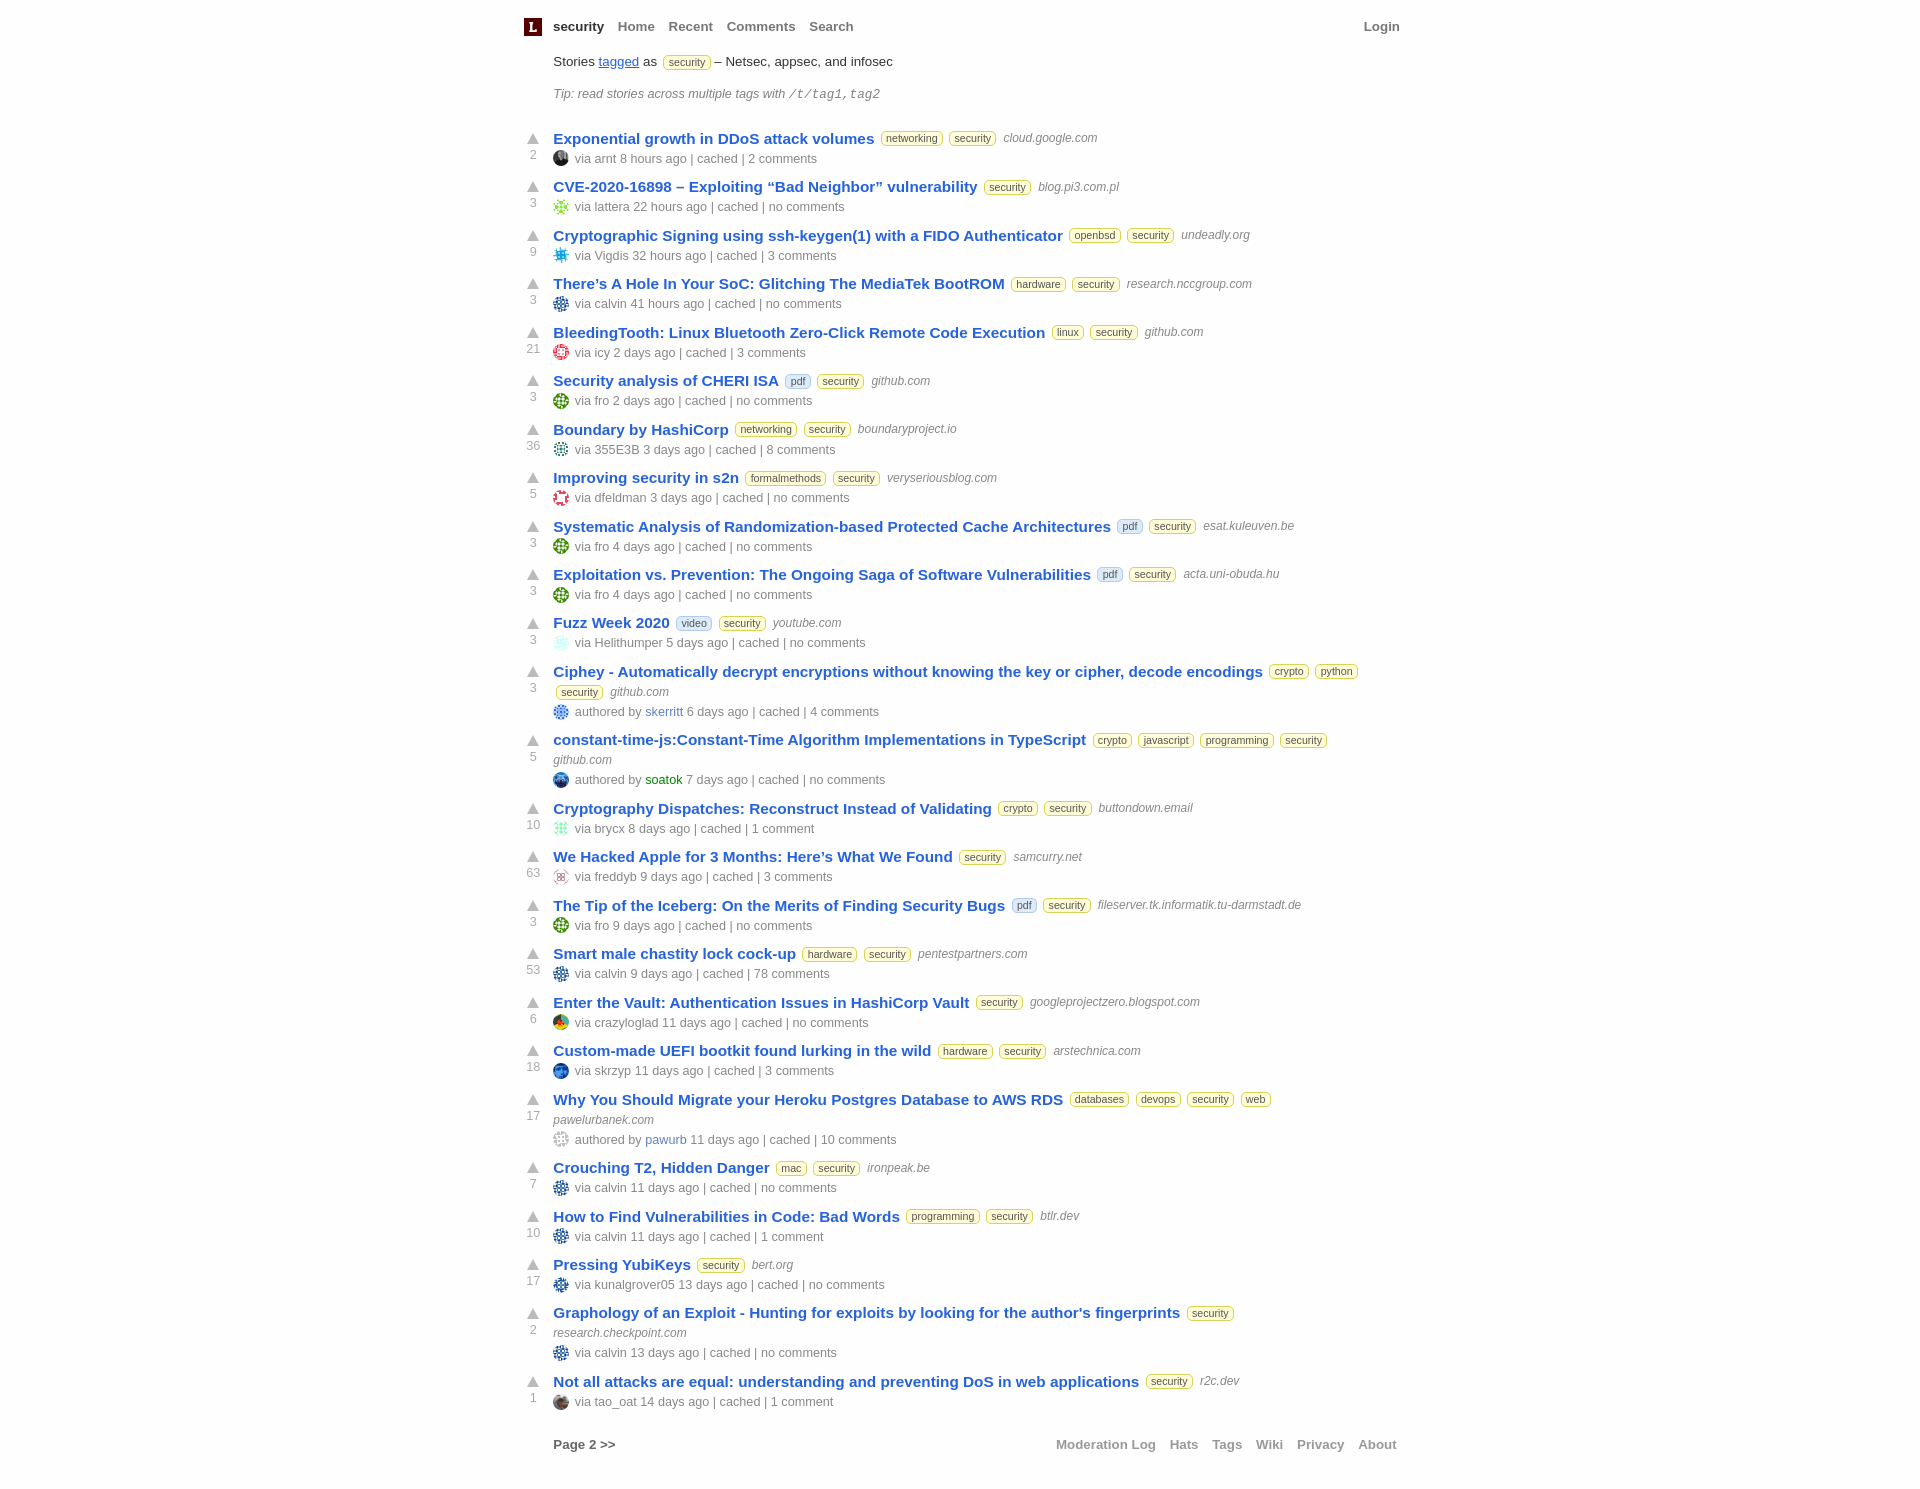 L security Home Recent Comments Search Login
Stories tagged as security – Netsec, appsec, and infosec
Tip: read stories across multiple tags with /t/tag1,tag2
Exponential growth in DDoS attack volumes networking security cloud.google.com
2 via arnt 8 hours ago | cached | 2 comments
CVE-2020-16898 – Exploiting “Bad Neighbor” vulnerability security blog.pi3.com.pl
3 via lattera 22 hours ago | cached | no comments
Cryptographic Signing using ssh-keygen(1) with a FIDO Authenticator openbsd security undeadly.org
9 via Vigdis 32 hours ago | cached | 3 comments
There’s A Hole In Your SoC: Glitching The MediaTek BootROM hardware security research.nccgroup.com
3 via calvin 41 hours ago | cached | no comments
BleedingTooth: Linux Bluetooth Zero-Click Remote Code Execution linux security github.com
21 via icy 2 days ago | cached | 3 comments
Security analysis of CHERI ISA pdf security github.com
3 via fro 2 days ago | cached | no comments
Boundary by HashiCorp networking security boundaryproject.io
36 via 355E3B 3 days ago | cached | 8 comments
Improving security in s2n formalmethods security veryseriousblog.com
5 via dfeldman 3 days ago | cached | no comments
Systematic Analysis of Randomization-based Protected Cache Architectures pdf security esat.kuleuven.be
3 via fro 4 days ago | cached | no comments
Exploitation vs. Prevention: The Ongoing Saga of Software Vulnerabilities pdf security acta.uni-obuda.hu
3 via fro 4 days ago | cached | no comments
Fuzz Week 2020 video security youtube.com
3 via Helithumper 5 days ago | cached | no comments
Ciphey - Automatically decrypt encryptions without knowing the key or cipher, decode encodings crypto python
3 security github.com
authored by skerritt 6 days ago | cached | 4 comments
constant-time-js:Constant-Time Algorithm Implementations in TypeScript crypto javascript programming security
5 github.com
authored by soatok 7 days ago | cached | no comments
Cryptography Dispatches: Reconstruct Instead of Validating crypto security buttondown.email
10 via brycx 8 days ago | cached | 1 comment
We Hacked Apple for 3 Months: Here’s What We Found security samcurry.net
63 via freddyb 9 days ago | cached | 3 comments
The Tip of the Iceberg: On the Merits of Finding Security Bugs pdf security fileserver.tk.informatik.tu-darmstadt.de
3 via fro 9 days ago | cached | no comments
Smart male chastity lock cock-up hardware security pentestpartners.com
53 via calvin 9 days ago | cached | 78 comments
Enter the Vault: Authentication Issues in HashiCorp Vault security googleprojectzero.blogspot.com
6 via crazyloglad 11 days ago | cached | no comments
Custom-made UEFI bootkit found lurking in the wild hardware security arstechnica.com
18 via skrzyp 11 days ago | cached | 3 comments
Why You Should Migrate your Heroku Postgres Database to AWS RDS databases devops security web
17 pawelurbanek.com
authored by pawurb 11 days ago | cached | 10 comments
Crouching T2, Hidden Danger mac security ironpeak.be
7 via calvin 11 days ago | cached | no comments
How to Find Vulnerabilities in Code: Bad Words programming security btlr.dev
10 via calvin 11 days ago | cached | 1 comment
Pressing YubiKeys security bert.org
17 via kunalgrover05 13 days ago | cached | no comments
Graphology of an Exploit - Hunting for exploits by looking for the author's fingerprints security
2 research.checkpoint.com
via calvin 13 days ago | cached | no comments
Not all attacks are equal: understanding and preventing DoS in web applications security r2c.dev
1 via tao_oat 14 days ago | cached | 1 comment
Page 2 >> Moderation Log Hats Tags Wiki Privacy About